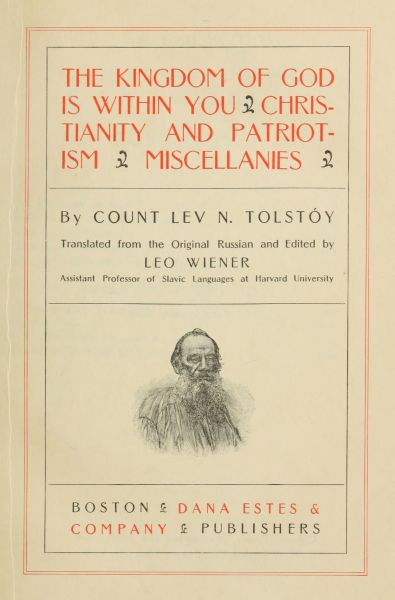 THE KINGDOM OF GOD
IS WITHIN YOU CHRIS-
TIANITY AND PATRIOT-
ISM MISCELLANIES
By COUNT LEV N. TOLSTÓY
Translated from the Original Russian and Edited by
LEO WIENER
Assistant Professor of Slavic Languages at Harvard University
BOSTON DANA ESTES &
COMPANY PUBLISHERS